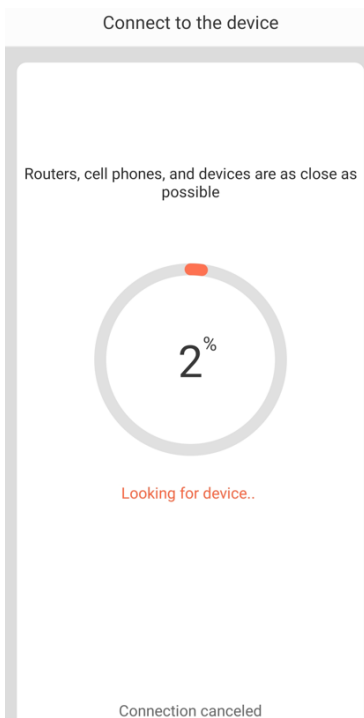 Connect to the device
Routers, cell phones, and devices are as close as
possible
2%
Looking for device..
Connection canceled